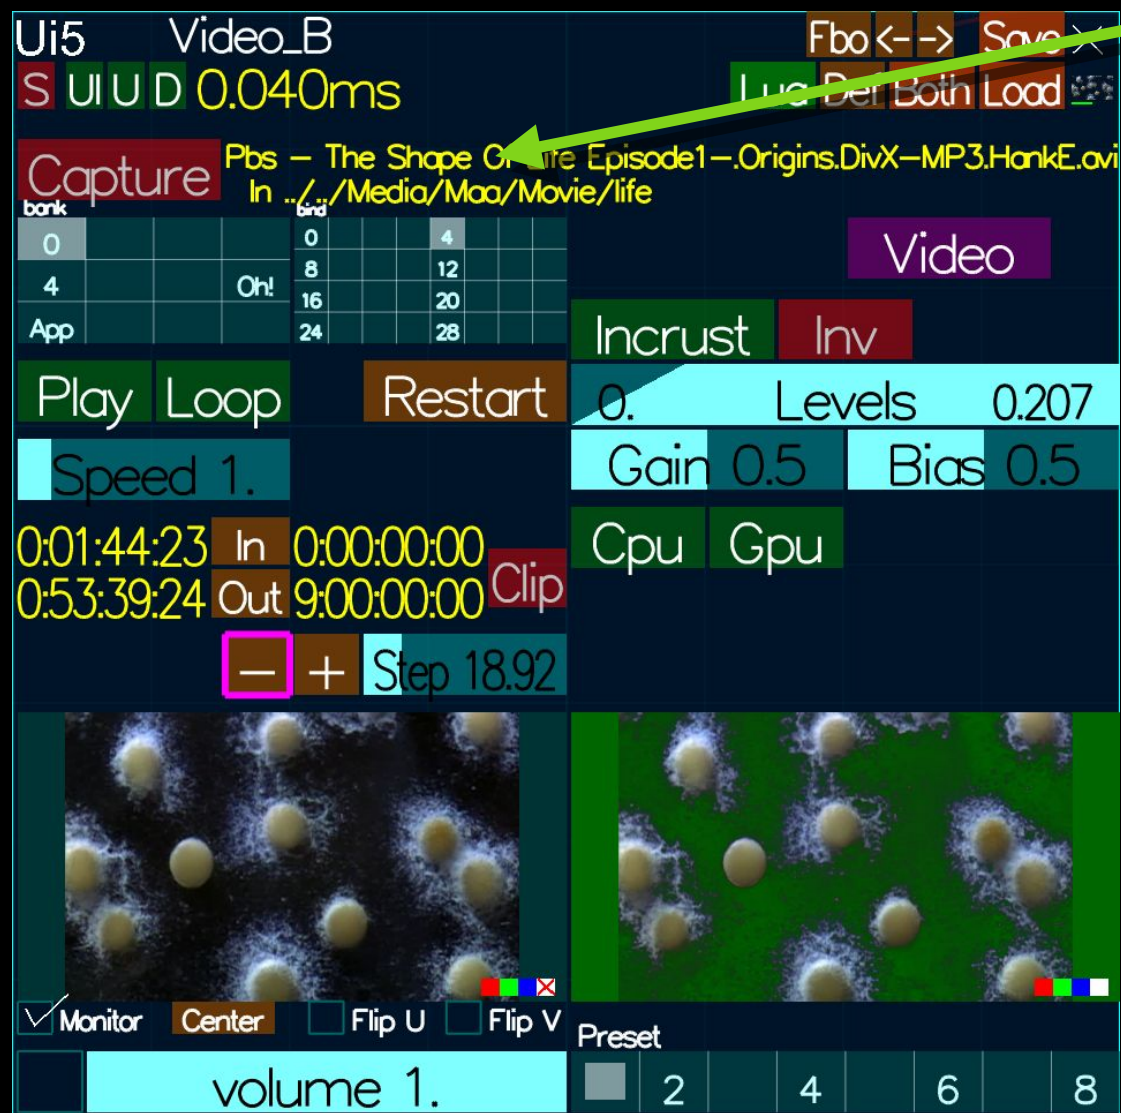 Ui5 Video_B Fbo <- -> Save
S UI U D 0.040ms Lua Def Both Load
Capture Pbs – The Shape Of Life Episode1–.Origins.DivX–MP3.HankE.avi
In ../../Media/Maa/Movie/life
bank bind
0 0 4 Video
4 Oh! 8 12
16 20
App 24 28
Incrust Inv
Play Loop Restart 0. Levels 0.207
Speed 1. Gain 0.5 Bias 0.5
0:01:44:23 In 0:00:00:00 Cpu Gpu
0:53:39:24 Out 9:00:00:00 Clip
– + Step 18.92
Monitor Center Flip U Flip V Preset
volume 1. 2 4 6 8